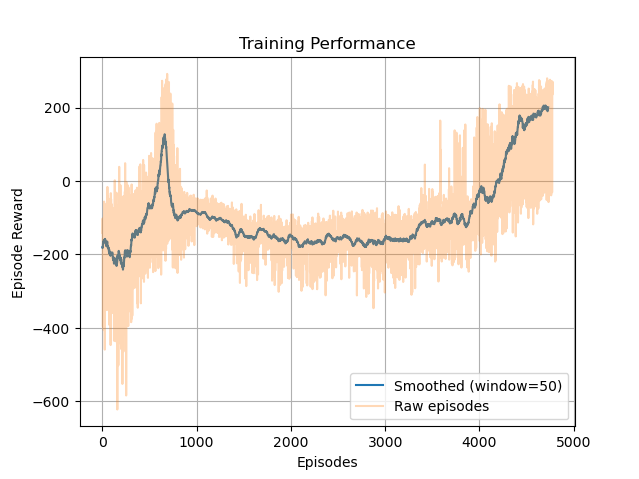 Training Performance
Episode Reward
200
0
−200
−400
−600
0
1000
2000
3000
4000
5000
Episodes
Smoothed (window=50)
Raw episodes